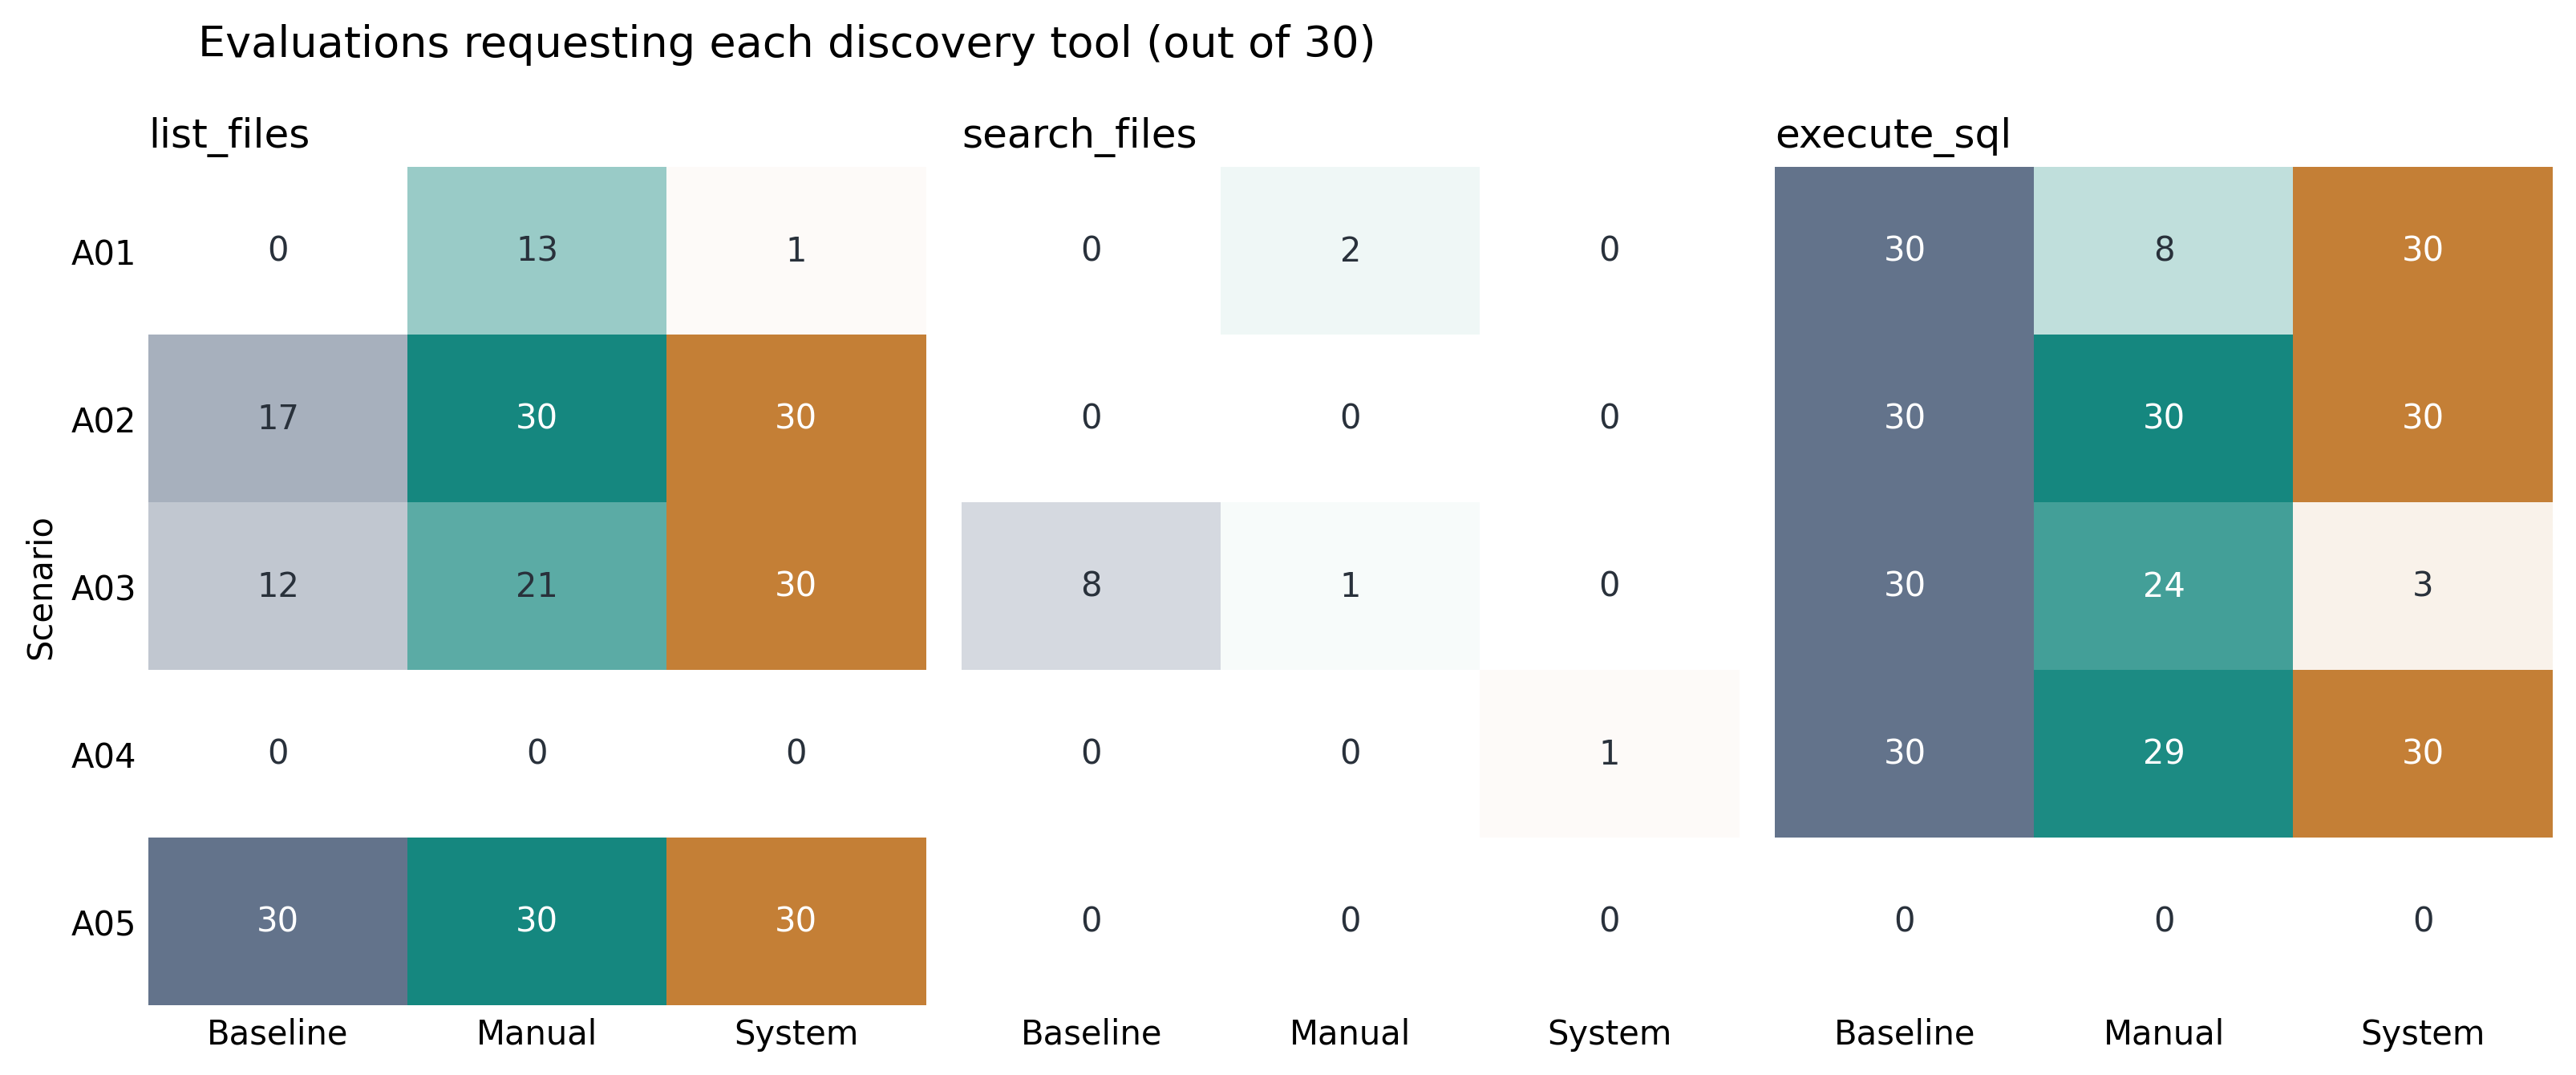 Evaluations requesting each discovery tool (out of 30)
list_files search_files execute_sql
A01 0 13 1 0 2 0 30 8 30
A02 17 30 30 0 0 0 30 30 30
Scenario
A03 12 21 30 8 1 0 30 24 3
A04 0 0 0 0 0 1 30 29 30
A05 30 30 30 0 0 0 0 0 0
Baseline Manual System Baseline Manual System Baseline Manual System